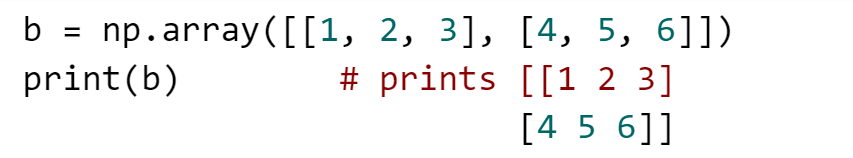 b = np.array([[1, 2, 3], [4, 5, 6]])
print(b)        # prints [[1 2 3]
                         [4 5 6]]